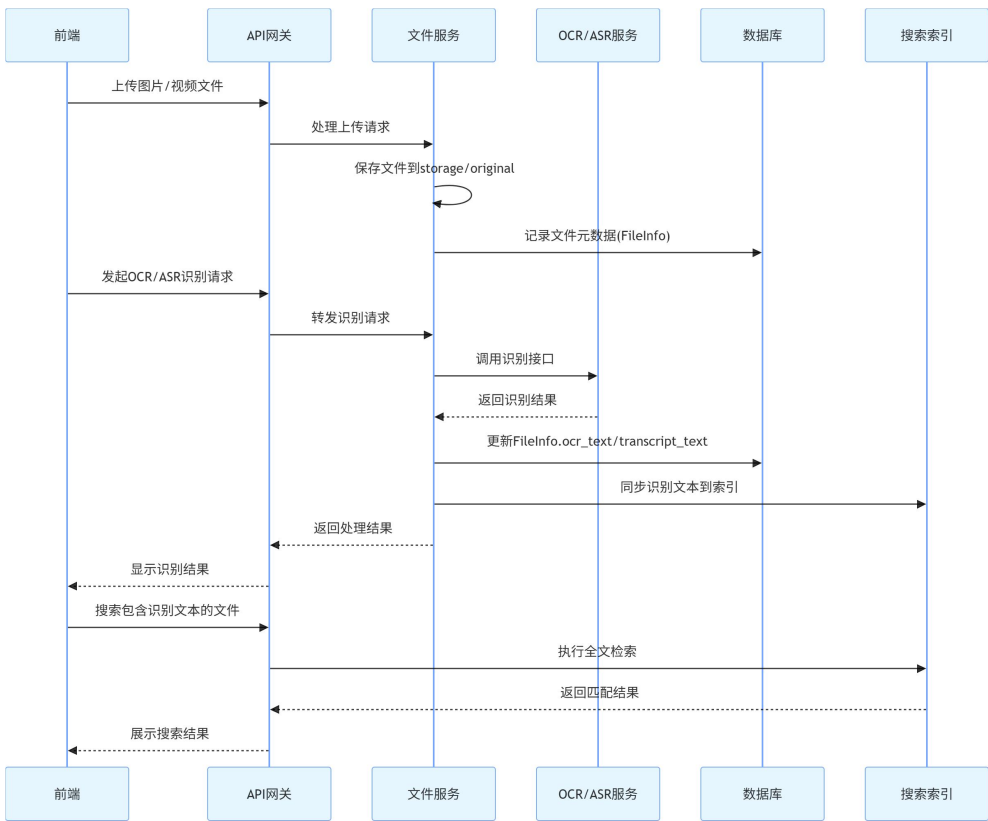 前端
API网关
文件服务
OCR/ASR服务
数据库
搜索索引
上传图片/视频文件
处理上传请求
保存文件到storage/original
记录文件元数据(FileInfo)
发起OCR/ASR识别请求
转发识别请求
调用识别接口
返回识别结果
更新FileInfo.ocr_text/transcript_text
同步识别文本到索引
返回处理结果
显示识别结果
搜索包含识别文本的文件
执行全文检索
返回匹配结果
展示搜索结果
前端
API网关
文件服务
OCR/ASR服务
数据库
搜索索引